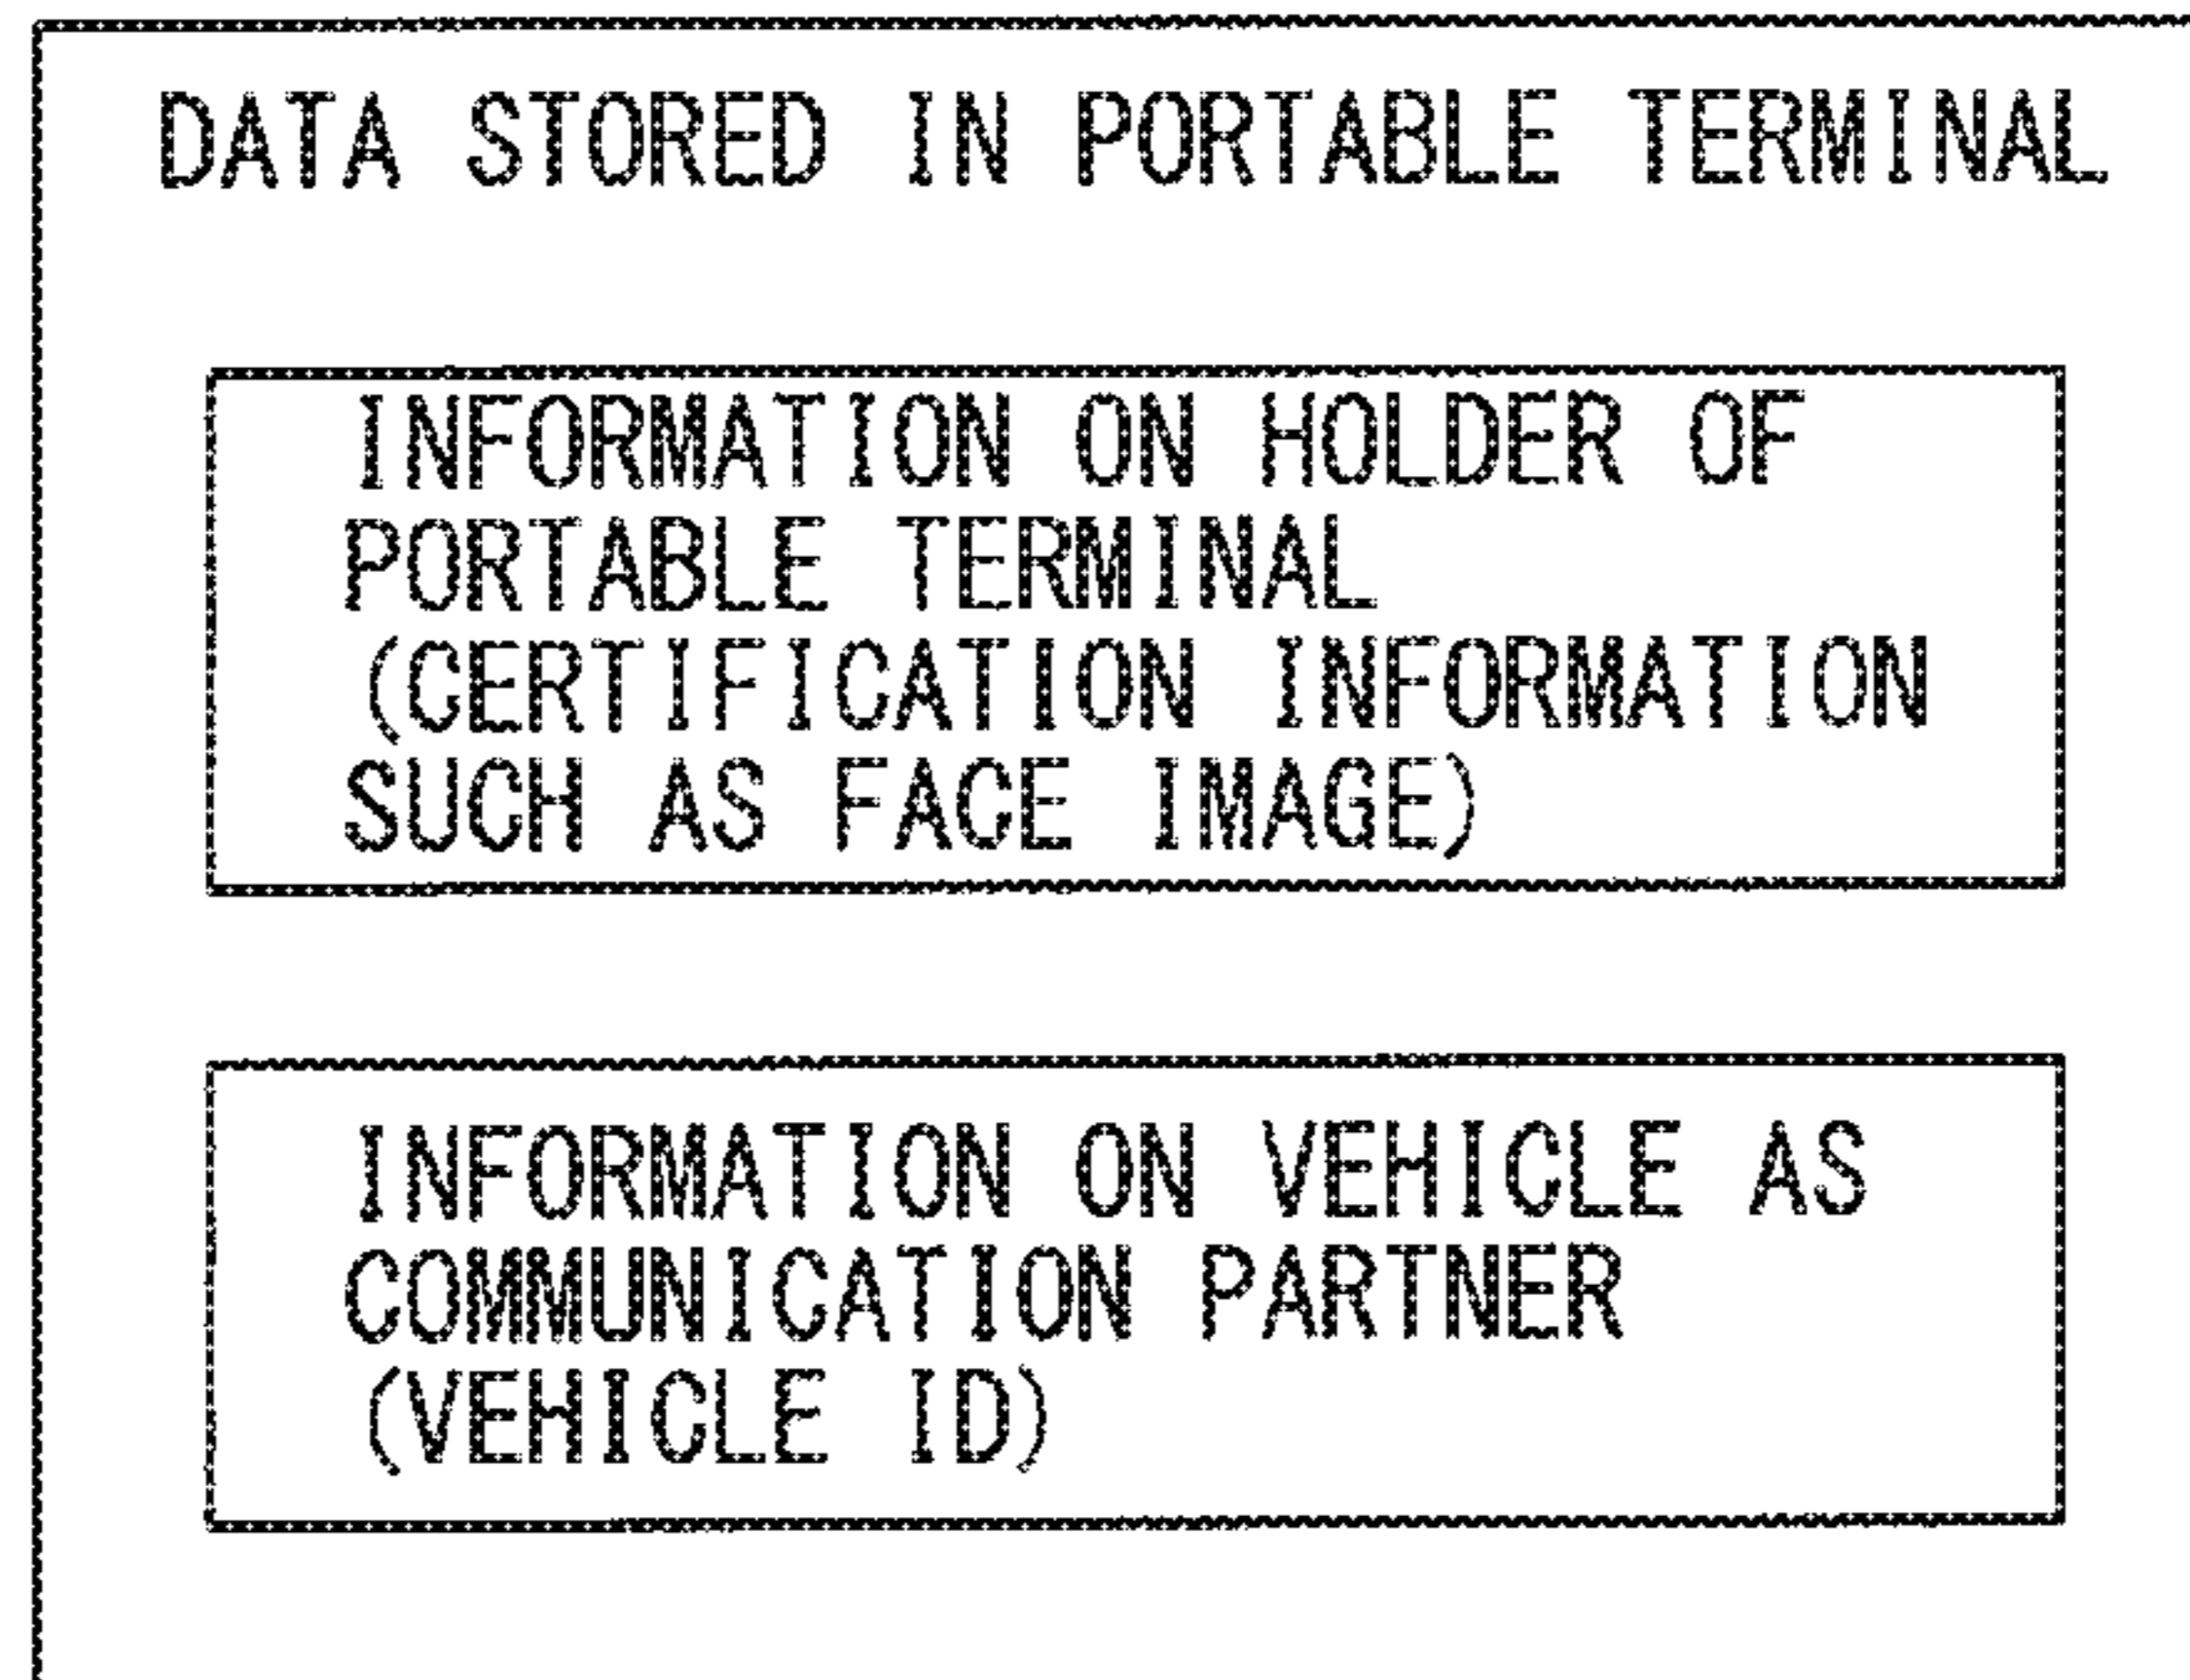 DATA STORED IN PORTABLE TERMINAL
INFORMATION ON HOLDER OF
PORTABLE TERMINAL
(CERTIFICATION INFORMATION
SUCH AS FACE IMAGE)
INFORMATION ON VEHICLE AS
COMMUNICATION PARTNER
(VEHICLE ID)